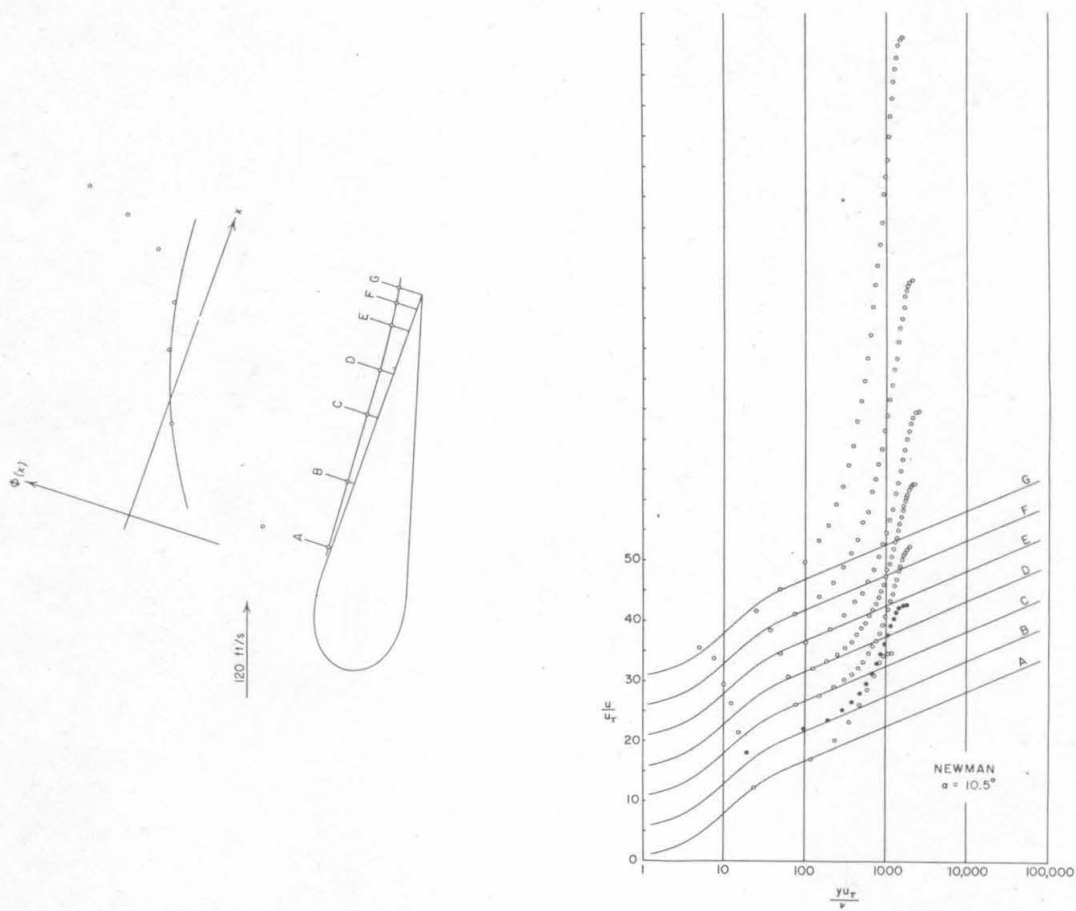 Φ(x)
x
A
B
C
D
E
F
G
120 ft/s
50
40
30
20
10
0
u
u_τ
G
F
E
D
C
B
A
NEWMAN
α = 10.5°
1
10
100
1000
10,000
100,000
yu_τ
ν